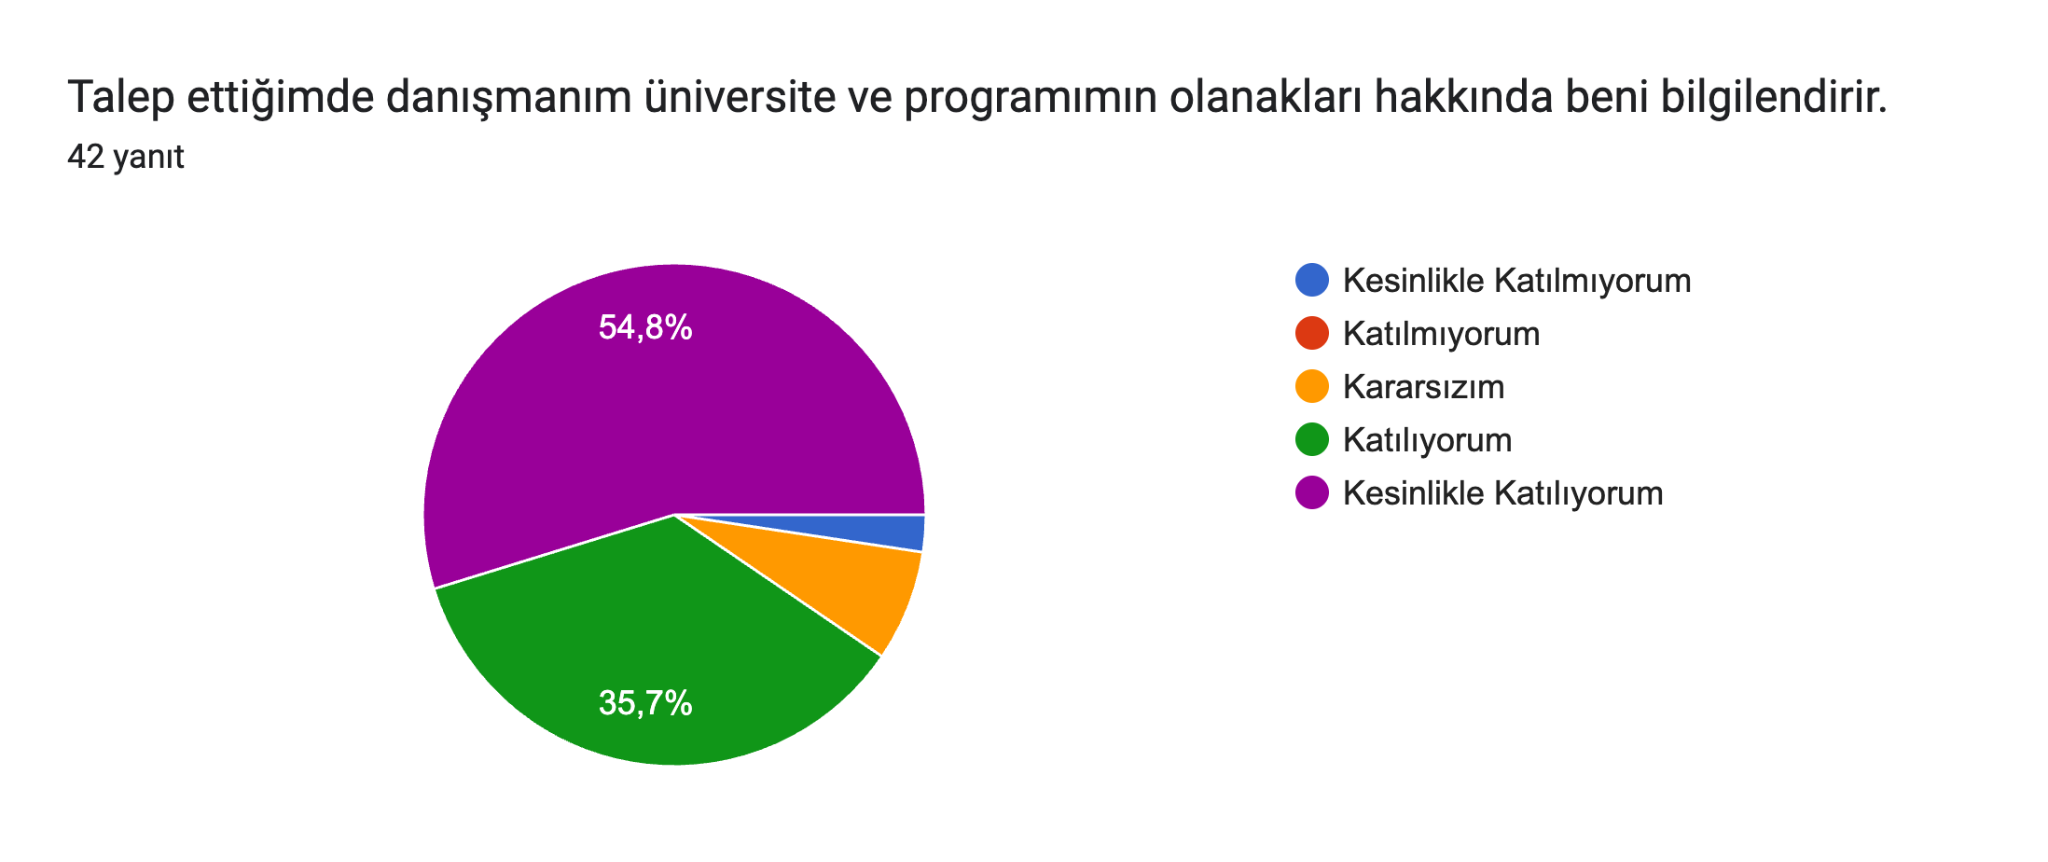 Talep ettiğimde danışmanım üniversite ve programımın olanakları hakkında beni bilgilendirir.
42 yanıt
54,8%
35,7%
Kesinlikle Katılmıyorum
Katılmıyorum
Kararsızım
Katılıyorum
Kesinlikle Katılıyorum